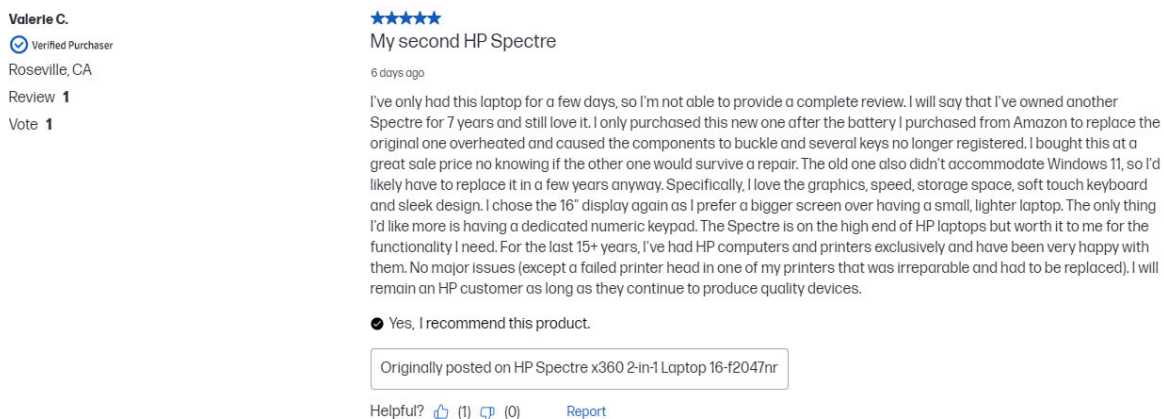 Valerie C.
Verified Purchaser
Roseville, CA
Review 1
Vote 1
My second HP Spectre
6 days ago
I've only had this laptop for a few days, so I'm not able to provide a complete review. I will say that I've owned another
Spectre for 7 years and still love it. I only purchased this new one after the battery I purchased from Amazon to replace the
original one overheated and caused the components to buckle and several keys no longer registered. I bought this at a
great sale price no knowing if the other one would survive a repair. The old one also didn't accommodate Windows 11, so I'd
likely have to replace it in a few years anyway. Specifically, I love the graphics, speed, storage space, soft touch keyboard
and sleek design. I chose the 16" display again as I prefer a bigger screen over having a small, lighter laptop. The only thing
I'd like more is having a dedicated numeric keypad. The Spectre is on the high end of HP laptops but worth it to me for the
functionality I need. For the last 15+ years, I've had HP computers and printers exclusively and have been very happy with
them. No major issues (except a failed printer head in one of my printers that was irreparable and had to be replaced). I will
remain an HP customer as long as they continue to produce quality devices.
Yes, I recommend this product.
Originally posted on HP Spectre x360 2-in-1 Laptop 16-f2047nr
Helpful? (1) (0) Report